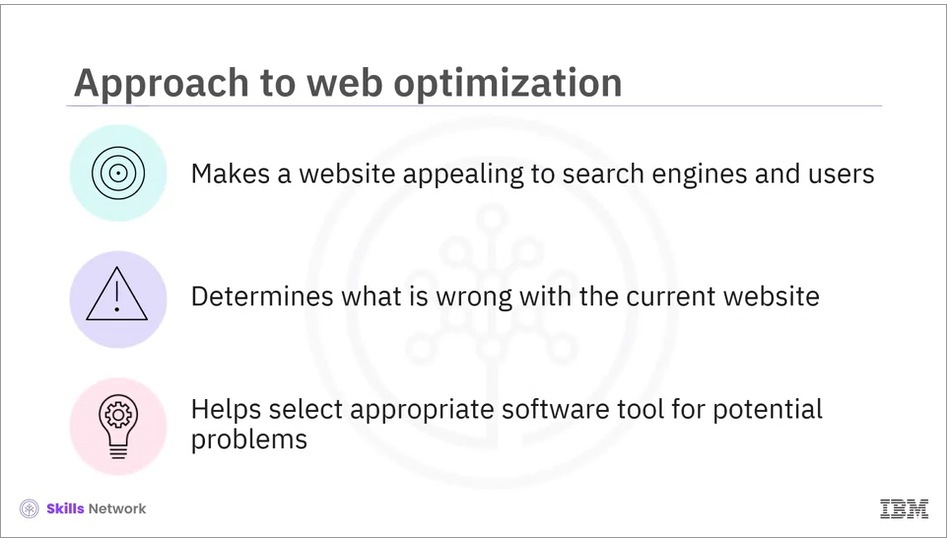 Approach to web optimization
Makes a website appealing to search engines and users
Determines what is wrong with the current website
Helps select appropriate software tool for potential
problems
Skills Network
IBM